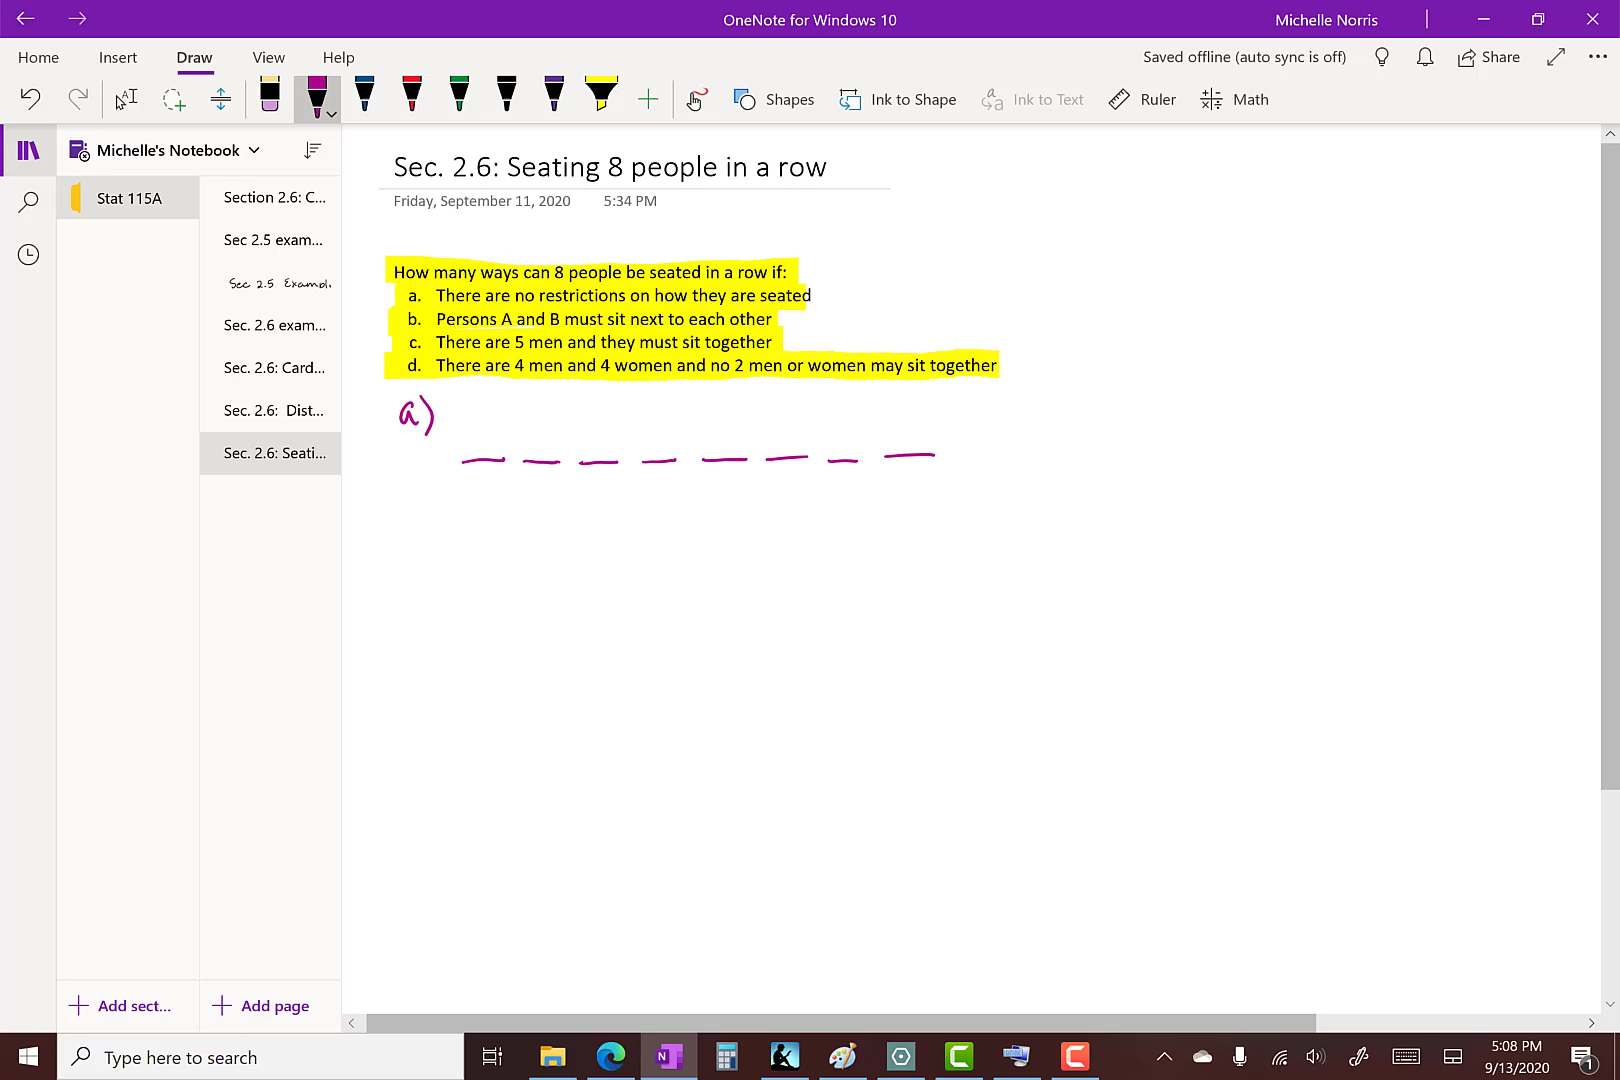 OneNote for Windows 10
Michelle Norris
Home Insert Draw View Help
Saved offline (auto sync is off)
Share
Shapes
Ink to Shape
Ink to Text
Ruler
Math
Michelle's Notebook
Stat 115A
Section 2.6: C...
Sec 2.5 exam...
Sec 2.5 Exampl.
Sec. 2.6 exam...
Sec. 2.6: Card...
Sec. 2.6: Dist...
Sec. 2.6: Seati...
Add sect...
Add page
Sec. 2.6: Seating 8 people in a row
Friday, September 11, 2020 5:34 PM
How many ways can 8 people be seated in a row if:
a. There are no restrictions on how they are seated
b. Persons A and B must sit next to each other
c. There are 5 men and they must sit together
d. There are 4 men and 4 women and no 2 men or women may sit together
a)
Type here to search
5:08 PM
9/13/2020
1